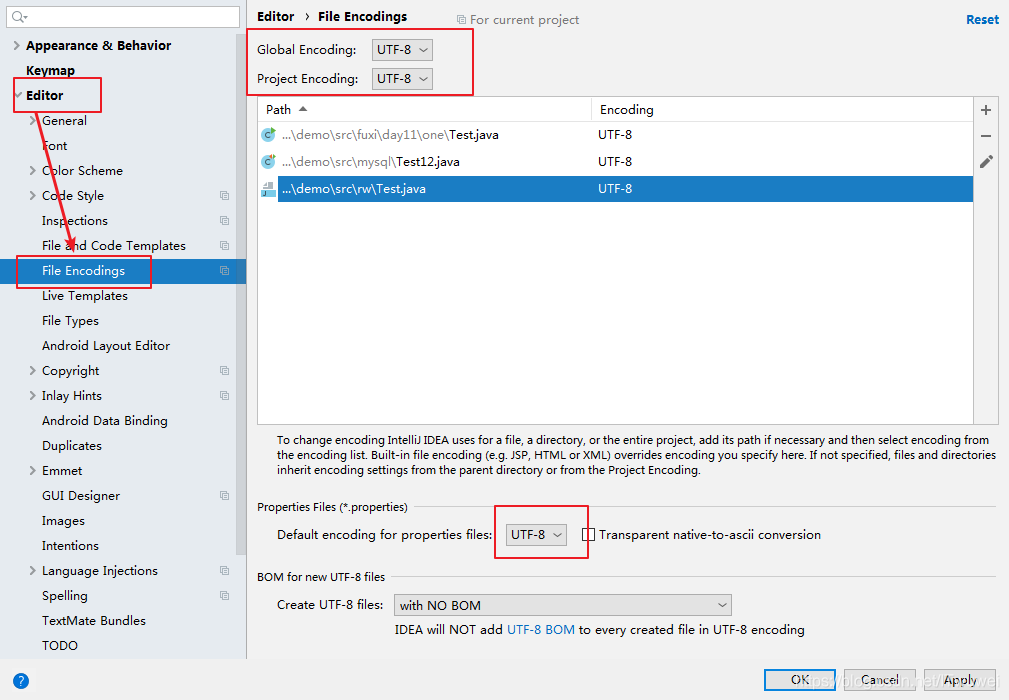 Editor › File Encodings For current project Reset
Appearance & Behavior
Keymap
Editor
General
Font
Color Scheme
Code Style
Inspections
File and Code Templates
File Encodings
Live Templates
File Types
Android Layout Editor
Copyright
Inlay Hints
Android Data Binding
Duplicates
Emmet
GUI Designer
Images
Intentions
Language Injections
Spelling
TextMate Bundles
TODO
Global Encoding: UTF-8
Project Encoding: UTF-8
Path Encoding
...\demo\src\fuxi\day11\one\Test.java UTF-8
...\demo\src\mysql\Test12.java UTF-8
...\demo\src\rw\Test.java UTF-8
To change encoding IntelliJ IDEA uses for a file, a directory, or the entire project, add its path if necessary and then select encoding from
the encoding list. Built-in file encoding (e.g. JSP, HTML or XML) overrides encoding you specify here. If not specified, files and directories
inherit encoding settings from the parent directory or from the Project Encoding.
Properties Files (*.properties)
Default encoding for properties files: UTF-8 Transparent native-to-ascii conversion
BOM for new UTF-8 files
Create UTF-8 files: with NO BOM
IDEA will NOT add UTF-8 BOM to every created file in UTF-8 encoding
? OK Cancel Apply